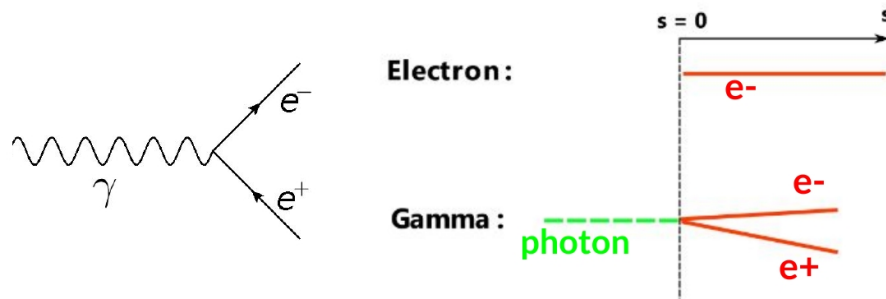 γ
e⁻
e⁺
s = 0
s
Electron :
e-
Gamma :
photon
e-
e+